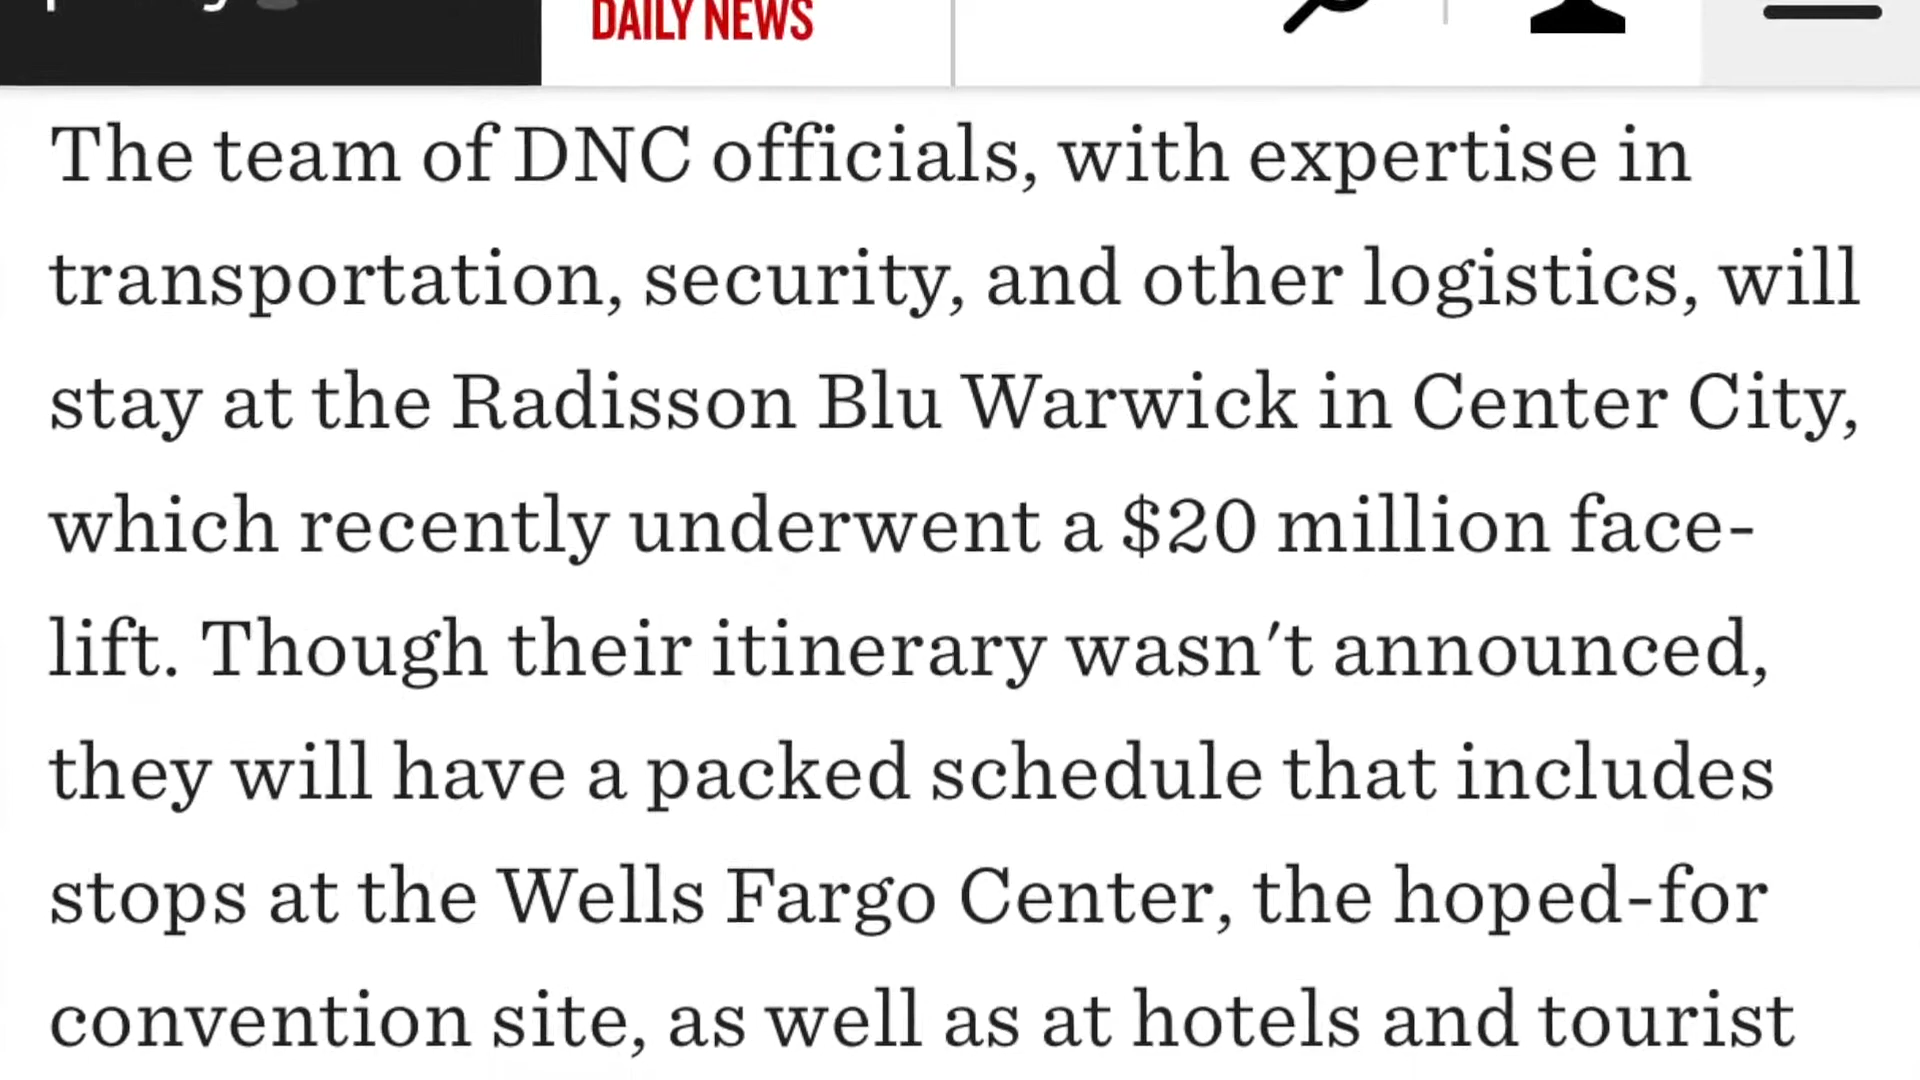 DAILY NEWS
The team of DNC officials, with expertise in
transportation, security, and other logistics, will
stay at the Radisson Blu Warwick in Center City,
which recently underwent a $20 million face-
lift. Though their itinerary wasn't announced,
they will have a packed schedule that includes
stops at the Wells Fargo Center, the hoped-for
convention site, as well as at hotels and tourist